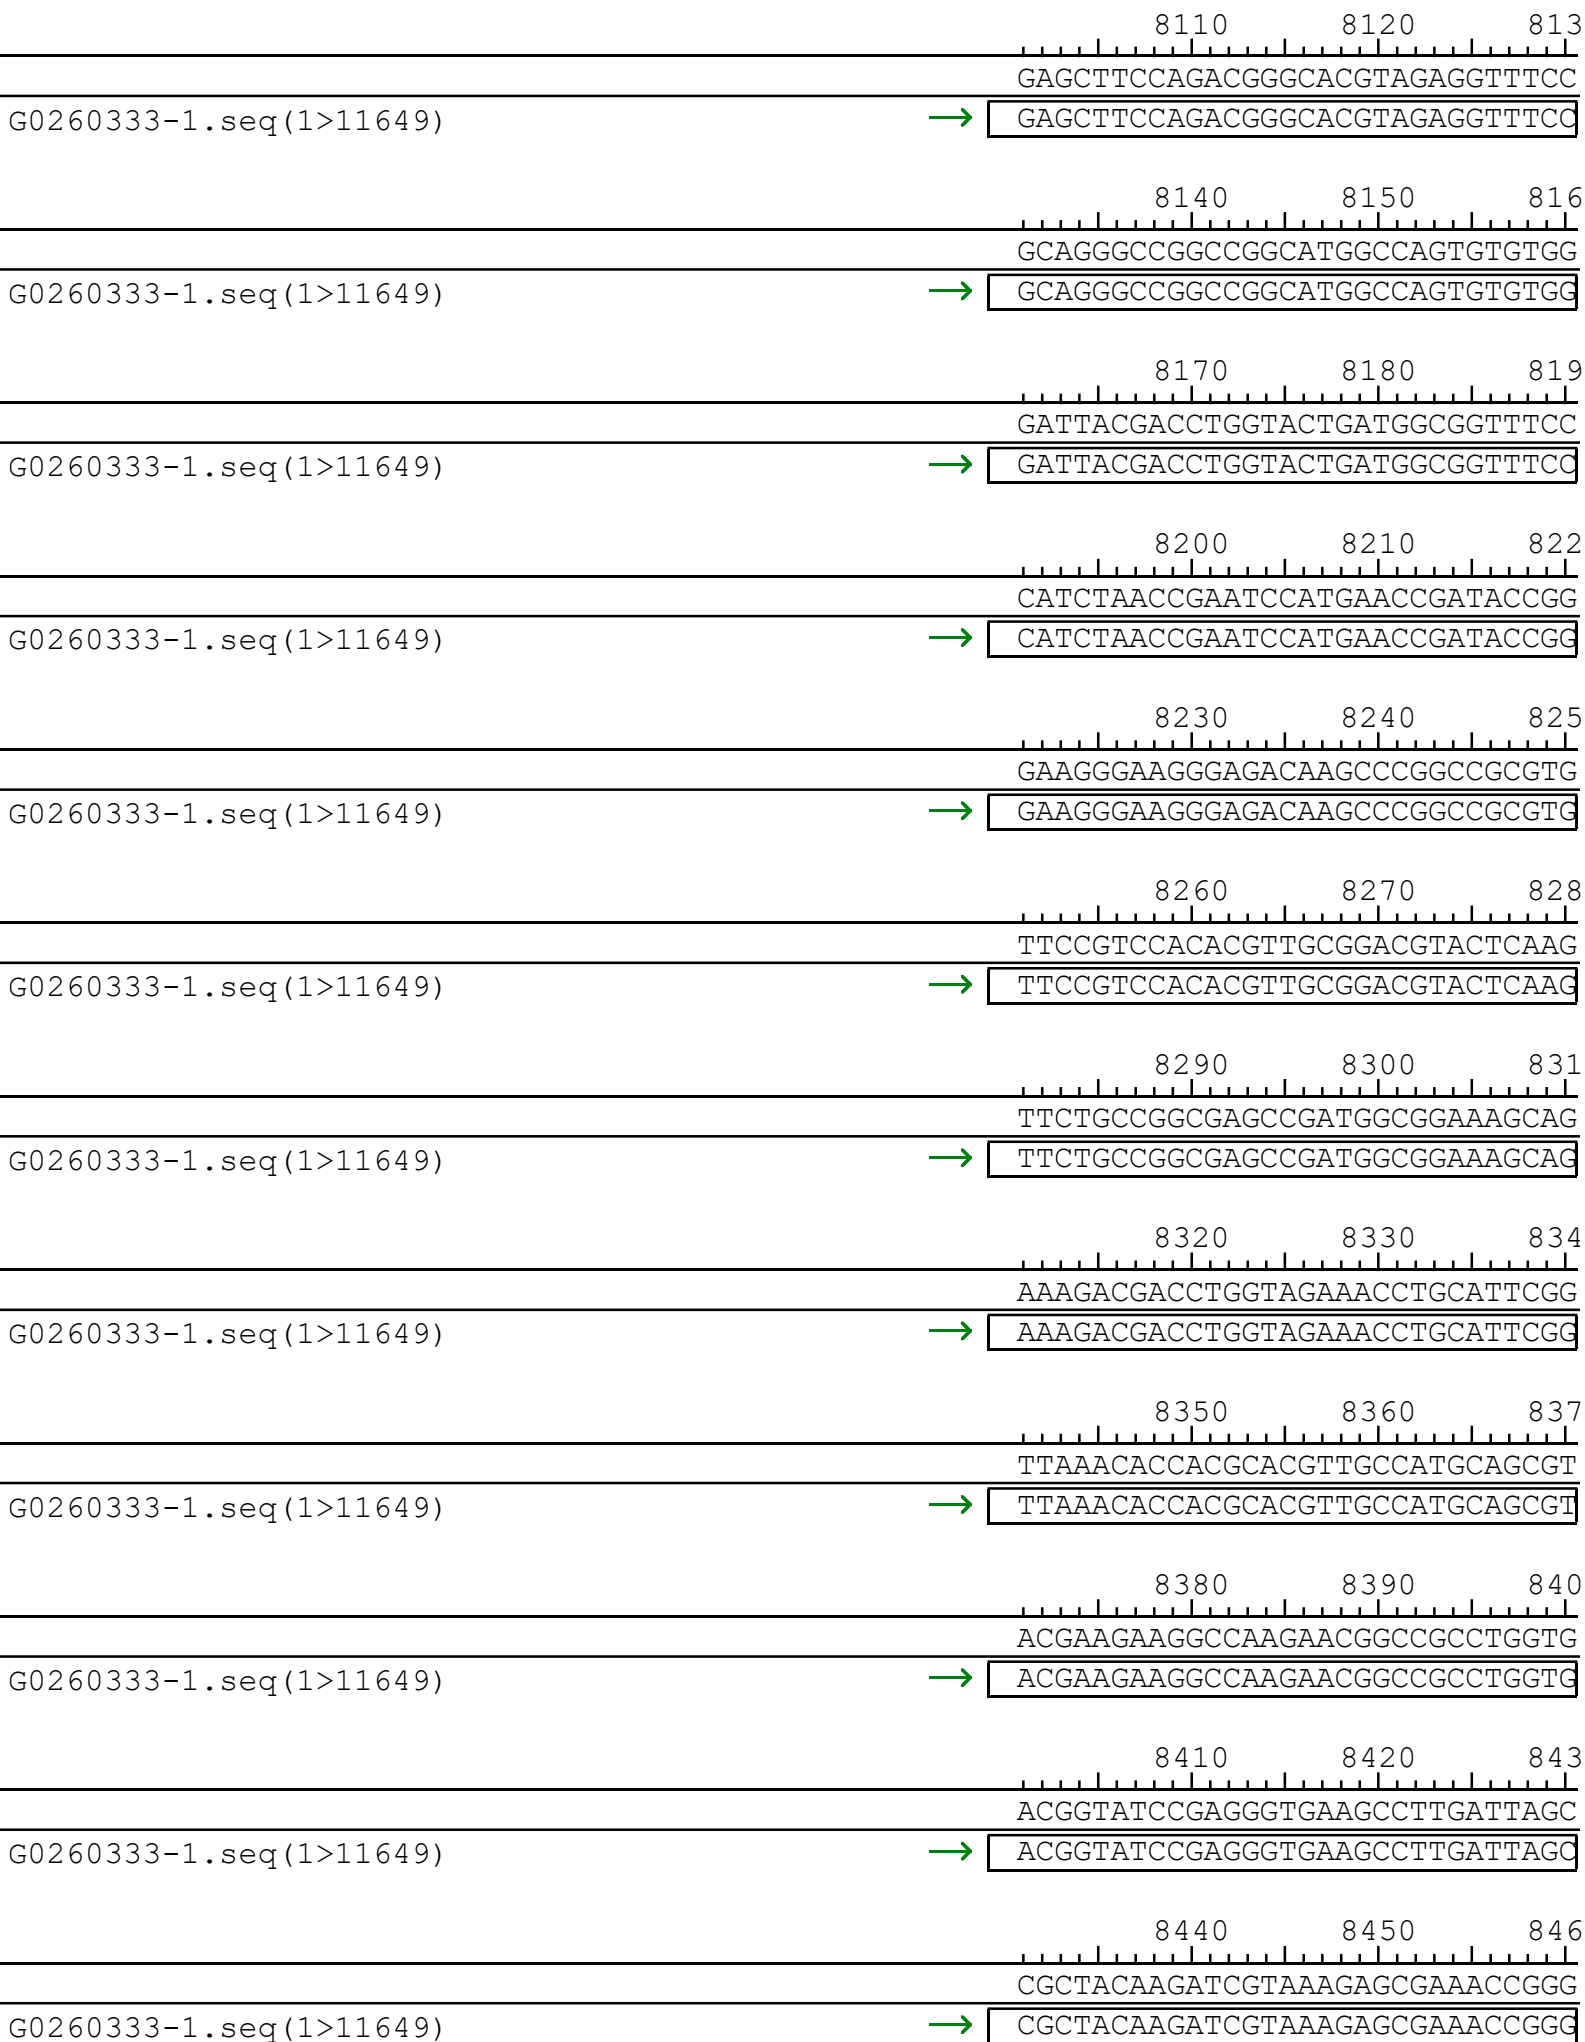 8110 8120 813
GAGCTTCCAGACGGGCACGTAGAGGTTTCC
G0260333-1.seq(1>11649) → GAGCTTCCAGACGGGCACGTAGAGGTTTCC
8140 8150 816
GCAGGGCCGGCCGGCATGGCCAGTGTGTGG
G0260333-1.seq(1>11649) → GCAGGGCCGGCCGGCATGGCCAGTGTGTGG
8170 8180 819
GATTACGACCTGGTACTGATGGCGGTTTCC
G0260333-1.seq(1>11649) → GATTACGACCTGGTACTGATGGCGGTTTCC
8200 8210 822
CATCTAACCGAATCCATGAACCGATACCGG
G0260333-1.seq(1>11649) → CATCTAACCGAATCCATGAACCGATACCGG
8230 8240 825
GAAGGGAAGGGAGACAAGCCCGGCCGCGTG
G0260333-1.seq(1>11649) → GAAGGGAAGGGAGACAAGCCCGGCCGCGTG
8260 8270 828
TTCCGTCCACACGTTGCGGACGTACTCAAG
G0260333-1.seq(1>11649) → TTCCGTCCACACGTTGCGGACGTACTCAAG
8290 8300 831
TTCTGCCGGCGAGCCGATGGCGGAAAGCAG
G0260333-1.seq(1>11649) → TTCTGCCGGCGAGCCGATGGCGGAAAGCAG
8320 8330 834
AAAGACGACCTGGTAGAAACCTGCATTCGG
G0260333-1.seq(1>11649) → AAAGACGACCTGGTAGAAACCTGCATTCGG
8350 8360 837
TTAAACACCACGCACGTTGCCATGCAGCGT
G0260333-1.seq(1>11649) → TTAAACACCACGCACGTTGCCATGCAGCGT
8380 8390 840
ACGAAGAAGGCCAAGAACGGCCGCCTGGTG
G0260333-1.seq(1>11649) → ACGAAGAAGGCCAAGAACGGCCGCCTGGTG
8410 8420 843
ACGGTATCCGAGGGTGAAGCCTTGATTAGC
G0260333-1.seq(1>11649) → ACGGTATCCGAGGGTGAAGCCTTGATTAGC
8440 8450 846
CGCTACAAGATCGTAAAGAGCGAAACCGGG
G0260333-1.seq(1>11649) → CGCTACAAGATCGTAAAGAGCGAAACCGGG